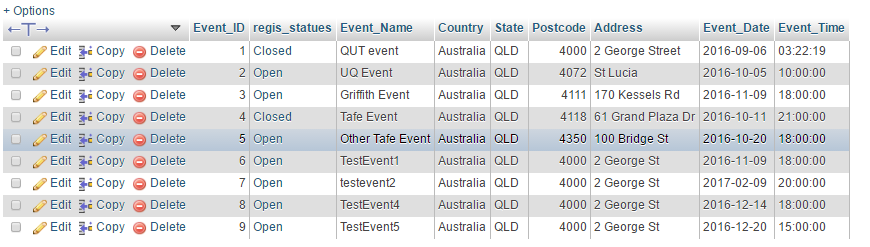 + Options
←T→ Event_ID regis_statues Event_Name Country State Postcode Address Event_Date Event_Time
Edit Copy Delete 1 Closed QUT event Australia QLD 4000 2 George Street 2016-09-06 03:22:19
Edit Copy Delete 2 Open UQ Event Australia QLD 4072 St Lucia 2016-10-05 10:00:00
Edit Copy Delete 3 Open Griffith Event Australia QLD 4111 170 Kessels Rd 2016-11-09 18:00:00
Edit Copy Delete 4 Closed Tafe Event Australia QLD 4118 61 Grand Plaza Dr 2016-10-11 21:00:00
Edit Copy Delete 5 Open Other Tafe Event Australia QLD 4350 100 Bridge St 2016-10-20 18:00:00
Edit Copy Delete 6 Open TestEvent1 Australia QLD 4000 2 George St 2016-11-09 18:00:00
Edit Copy Delete 7 Open testevent2 Australia QLD 4000 2 George St 2017-02-09 20:00:00
Edit Copy Delete 8 Open TestEvent4 Australia QLD 4000 2 George St 2016-12-14 18:00:00
Edit Copy Delete 9 Open TestEvent5 Australia QLD 4000 2 George St 2016-12-20 15:00:00